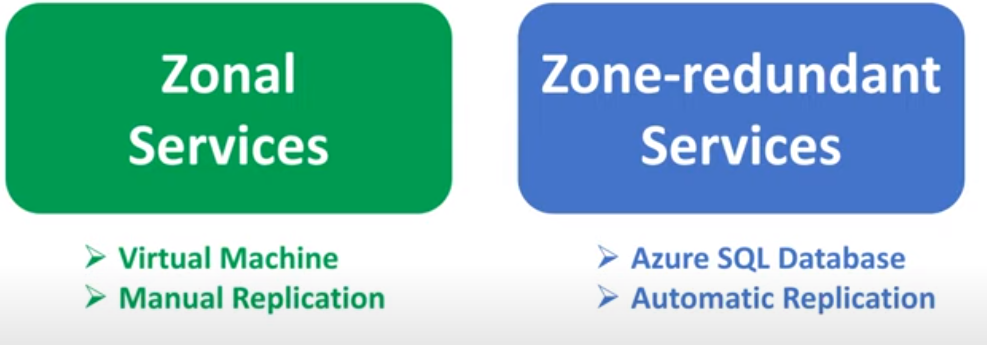 Zonal
Services
Zone-redundant
Services
➢ Virtual Machine
➢ Manual Replication
➢ Azure SQL Database
➢ Automatic Replication